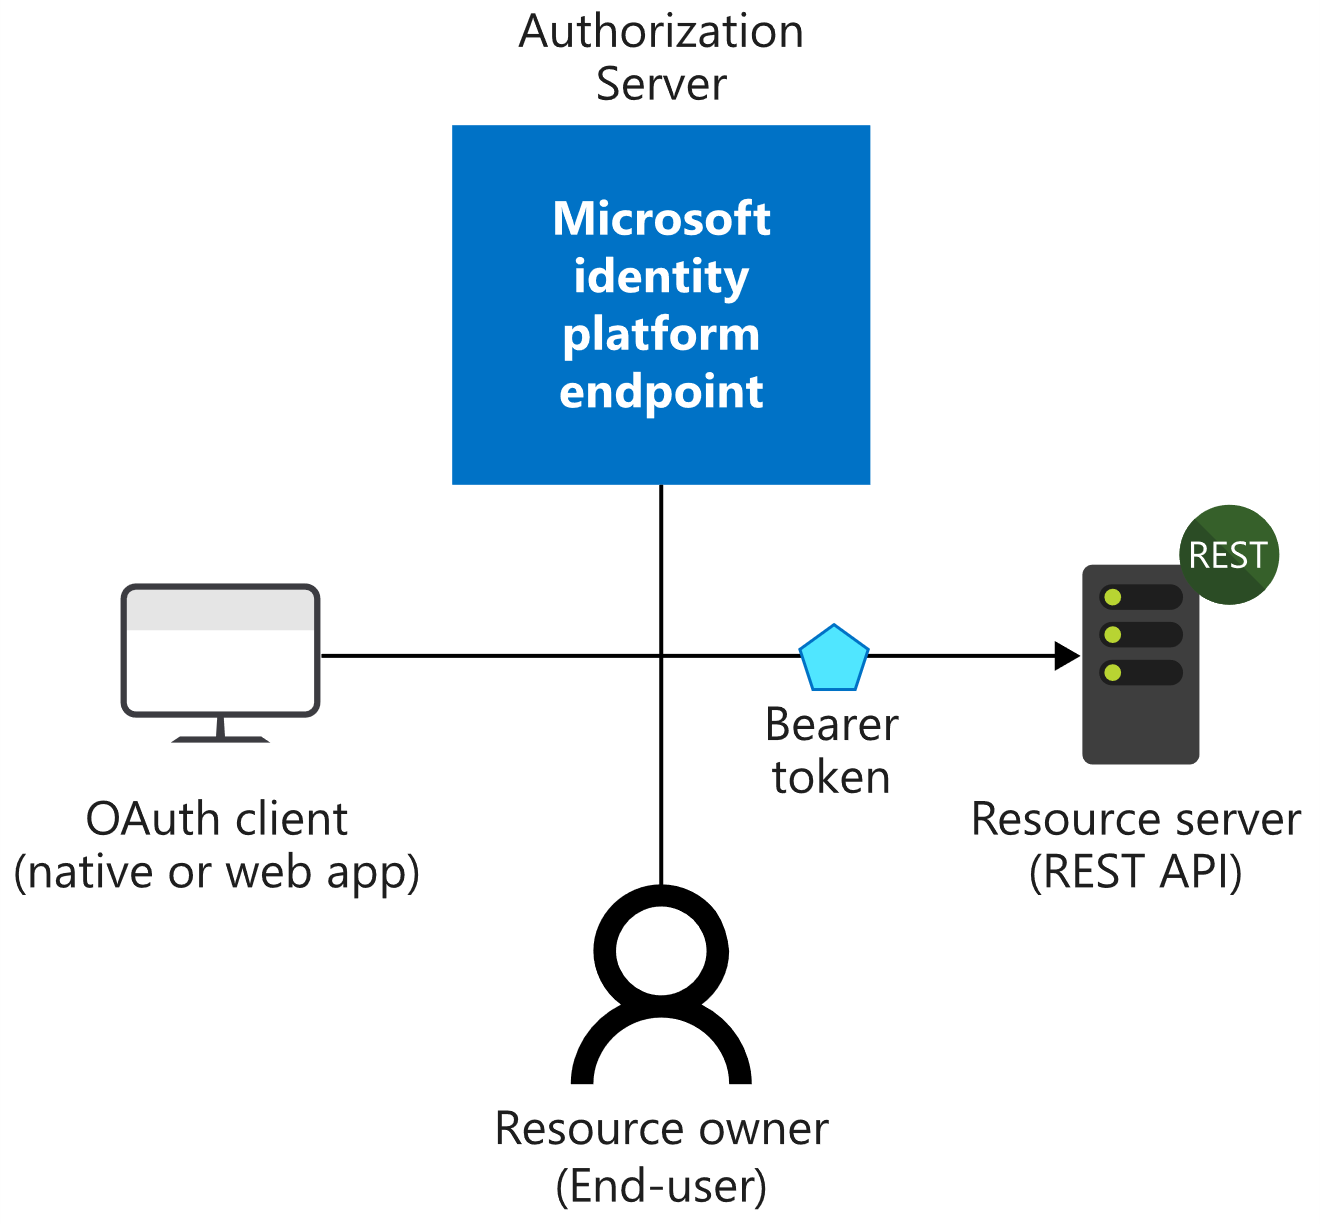 Authorization
Server
Microsoft
identity
platform
endpoint
REST
Bearer
token
OAuth client
(native or web app)
Resource server
(REST API)
Resource owner
(End-user)